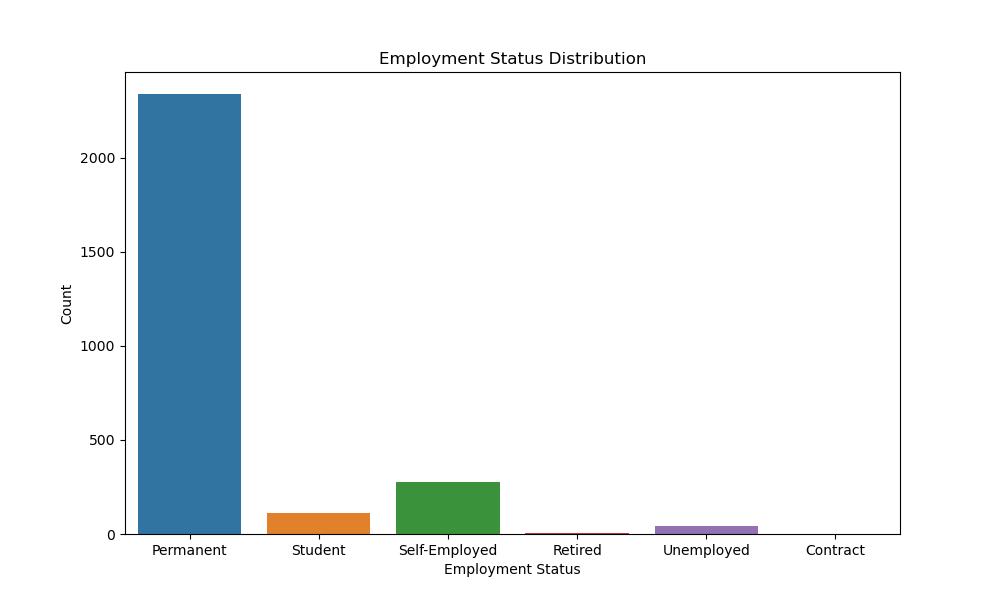 Employment Status Distribution
2000
1500
1000
500
0
Count
Permanent Student Self-Employed Retired Unemployed Contract
Employment Status